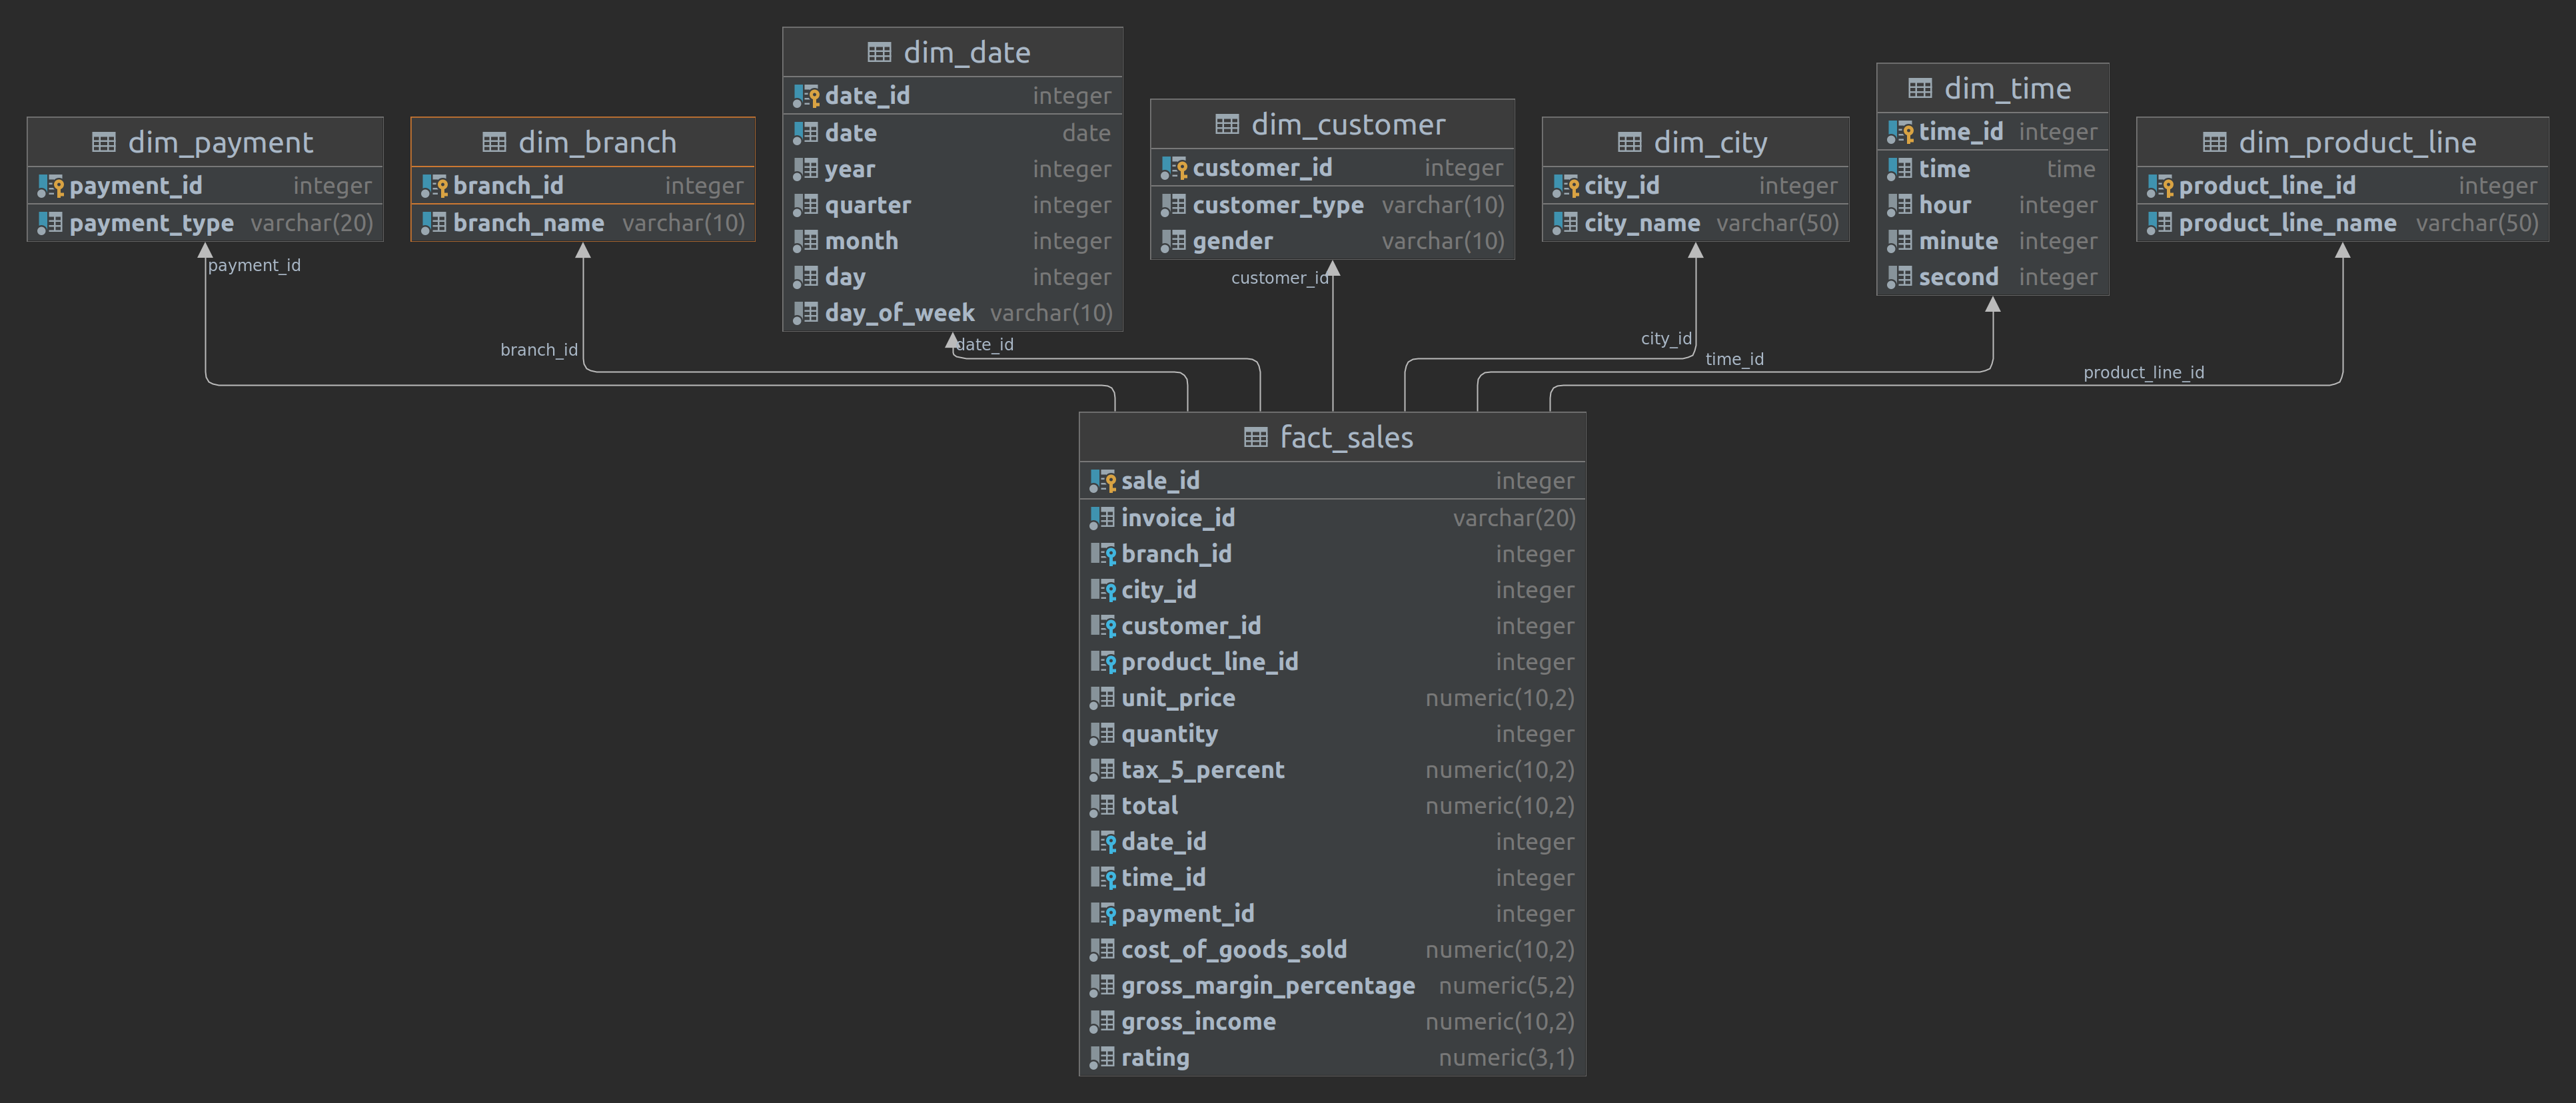 dim_payment
payment_id integer
payment_type varchar(20)
dim_branch
branch_id integer
branch_name varchar(10)
dim_date
date_id integer
date date
year integer
quarter integer
month integer
day integer
day_of_week varchar(10)
dim_customer
customer_id integer
customer_type varchar(10)
gender varchar(10)
dim_city
city_id integer
city_name varchar(50)
dim_time
time_id integer
time time
hour integer
minute integer
second integer
dim_product_line
product_line_id integer
product_line_name varchar(50)
payment_id
branch_id
date_id
customer_id
city_id
time_id
product_line_id
fact_sales
sale_id integer
invoice_id varchar(20)
branch_id integer
city_id integer
customer_id integer
product_line_id integer
unit_price numeric(10,2)
quantity integer
tax_5_percent numeric(10,2)
total numeric(10,2)
date_id integer
time_id integer
payment_id integer
cost_of_goods_sold numeric(10,2)
gross_margin_percentage numeric(5,2)
gross_income numeric(10,2)
rating numeric(3,1)